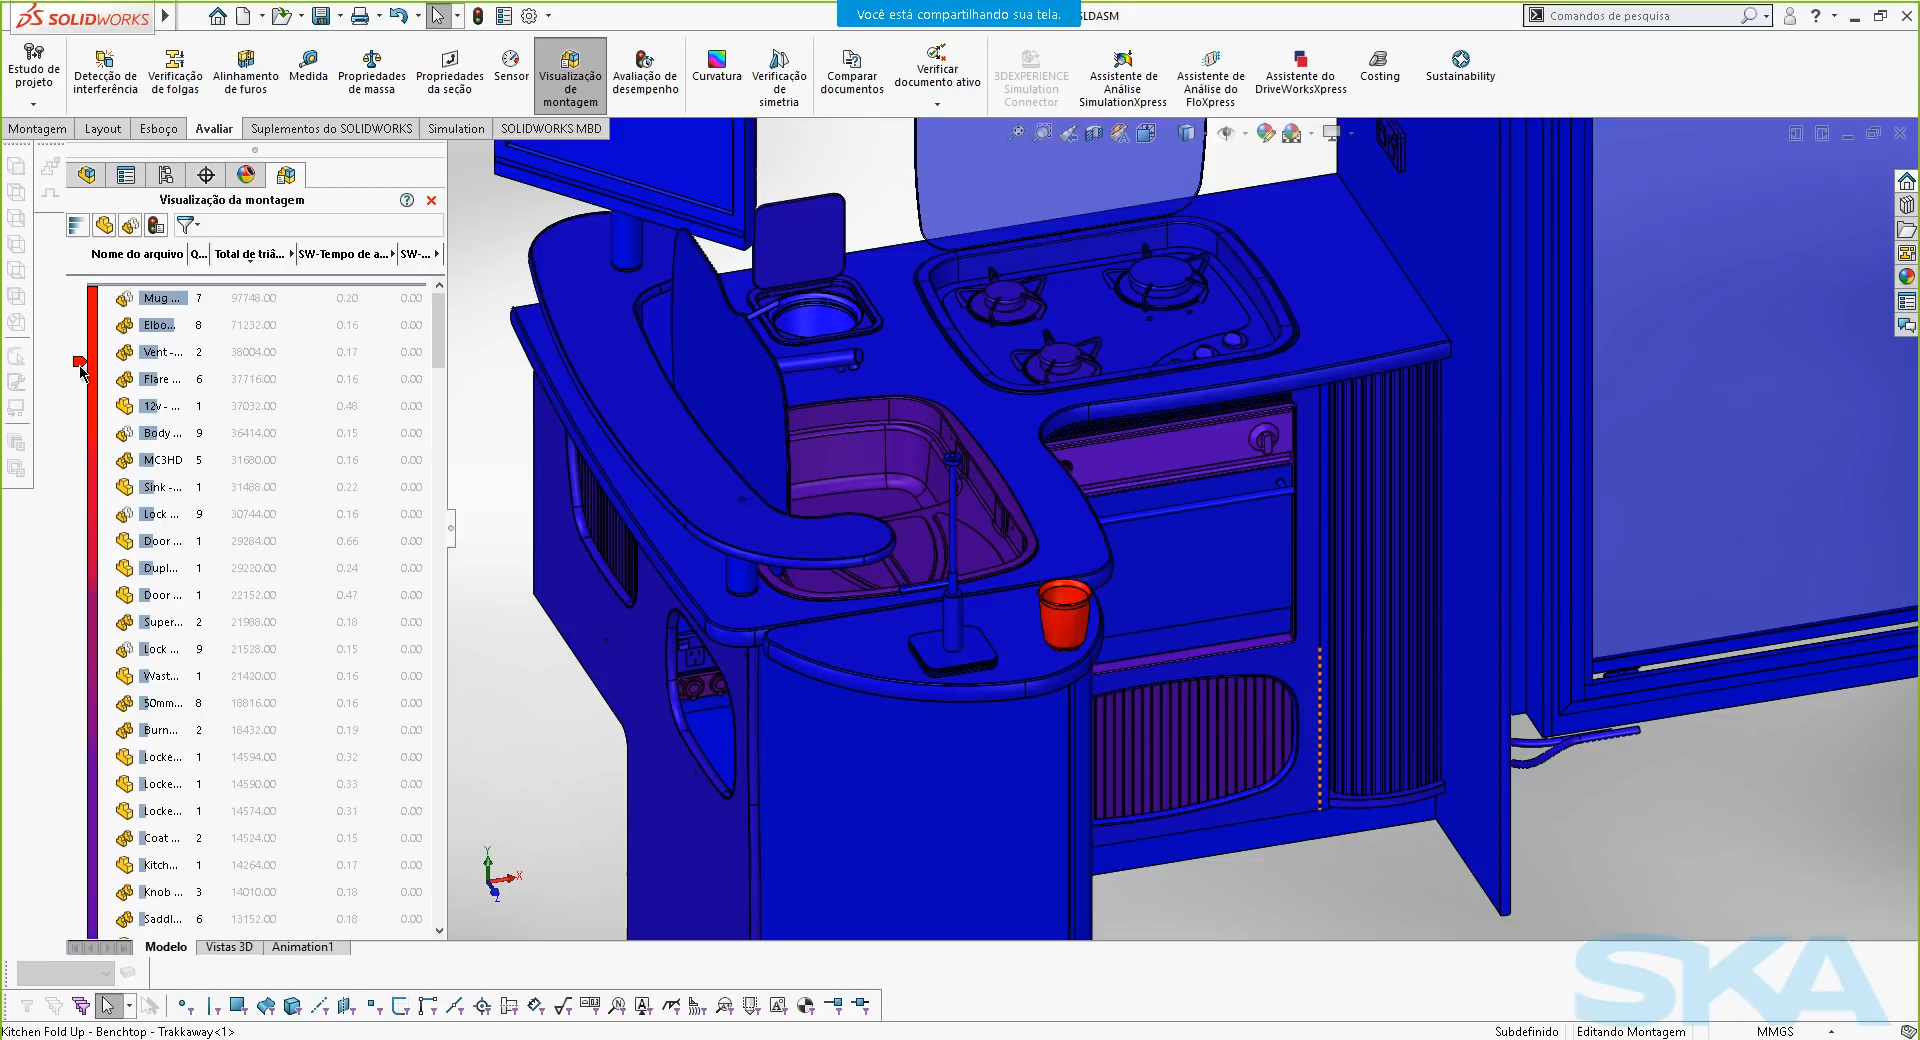 SOLIDWORKS
Você está compartilhando sua tela.
LDASM
Comandos de pesquisa
Estudo de projeto
Detecção de interferência
Verificação de folgas
Alinhamento de furos
Medida
Propriedades de massa
Propriedades da seção
Sensor
Visualização de montagem
Avaliação de desempenho
Curvatura
Verificação de simetria
Comparar documentos
Verificar documento ativo
3DEXPERIENCE Simulation Connector
Assistente de Análise SimulationXpress
Assistente de Análise do FloXpress
Assistente do DriveWorksXpress
Costing
Sustainability
Montagem Layout Esboço Avaliar Suplementos do SOLIDWORKS Simulation SOLIDWORKS MBD
Visualização da montagem
Nome do arquivo Q... Total de triâ... SW-Tempo de a... SW-...
Mug ... 7 97748.00 0.20 0.00
Elbo... 8 71232.00 0.16 0.00
Vent -... 2 38004.00 0.17 0.00
Flare ... 6 37716.00 0.16 0.00
12v - ... 1 37032.00 0.48 0.00
Body ... 9 36414.00 0.15 0.00
MC3HD 5 31680.00 0.16 0.00
Sink -... 1 31488.00 0.22 0.00
Lock ... 9 30744.00 0.16 0.00
Door ... 1 29284.00 0.66 0.00
Dupl... 1 29220.00 0.24 0.00
Door ... 1 22152.00 0.47 0.00
Super... 2 21988.00 0.18 0.00
Lock ... 9 21528.00 0.15 0.00
Wast... 1 21420.00 0.16 0.00
50mm... 8 18816.00 0.16 0.00
Burn... 2 18432.00 0.19 0.00
Locke... 1 14594.00 0.32 0.00
Locke... 1 14590.00 0.33 0.00
Locke... 1 14574.00 0.31 0.00
Coat ... 2 14524.00 0.15 0.00
Kitch... 1 14264.00 0.17 0.00
Knob ... 3 14010.00 0.18 0.00
Saddl... 6 13152.00 0.18 0.00
Y
X
Z
Modelo Vistas 3D Animation1
SKA
Kitchen Fold Up - Benchtop - Trakkaway<1>
Subdefinido Editando Montagem MMGS